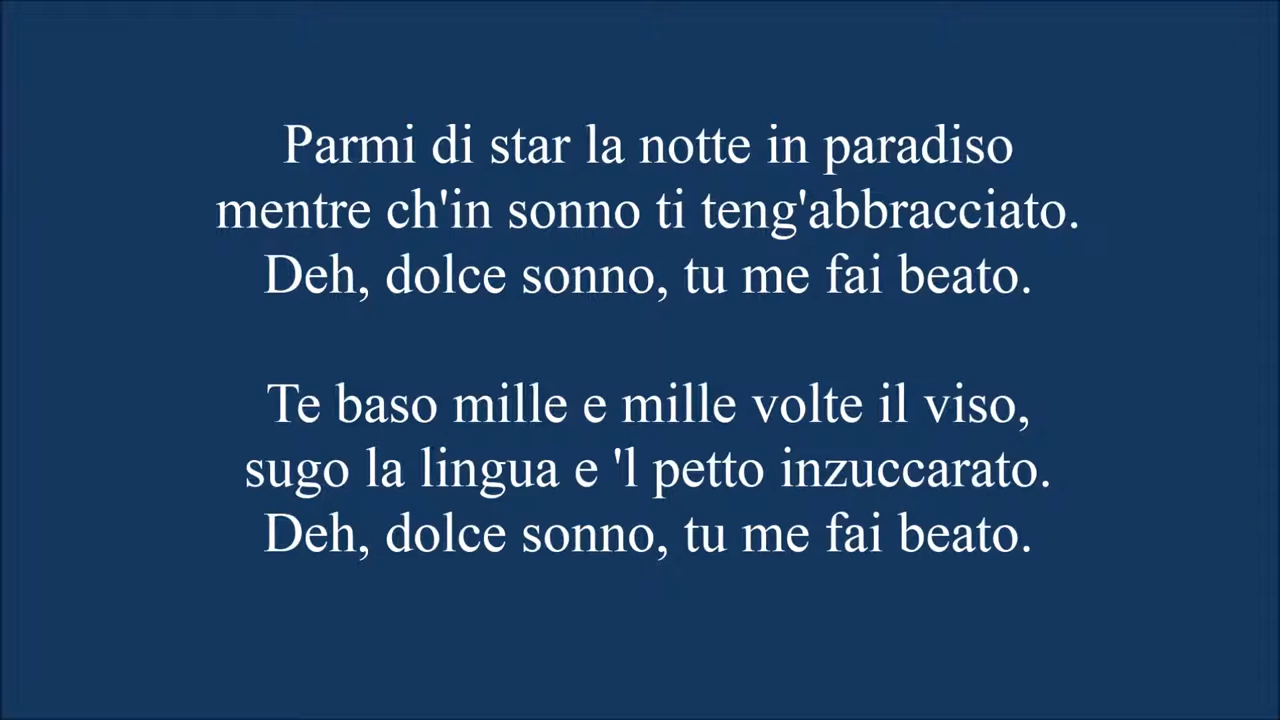 Parmi di star la notte in paradiso
mentre ch'in sonno ti teng'abbracciato.
Deh, dolce sonno, tu me fai beato.
Te baso mille e mille volte il viso,
sugo la lingua e 'l petto inzuccarato.
Deh, dolce sonno, tu me fai beato.